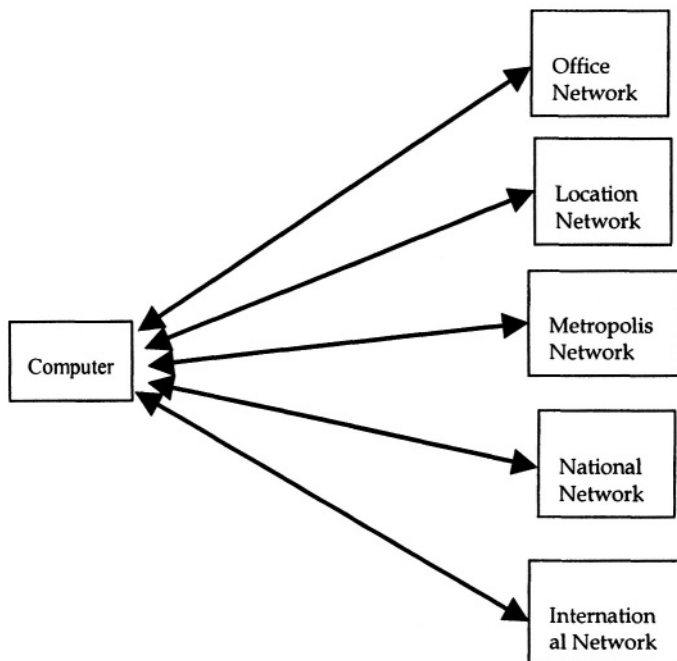 Office
Network
Location
Network
Metropolis
Network
Computer
National
Network
Internation
al Network